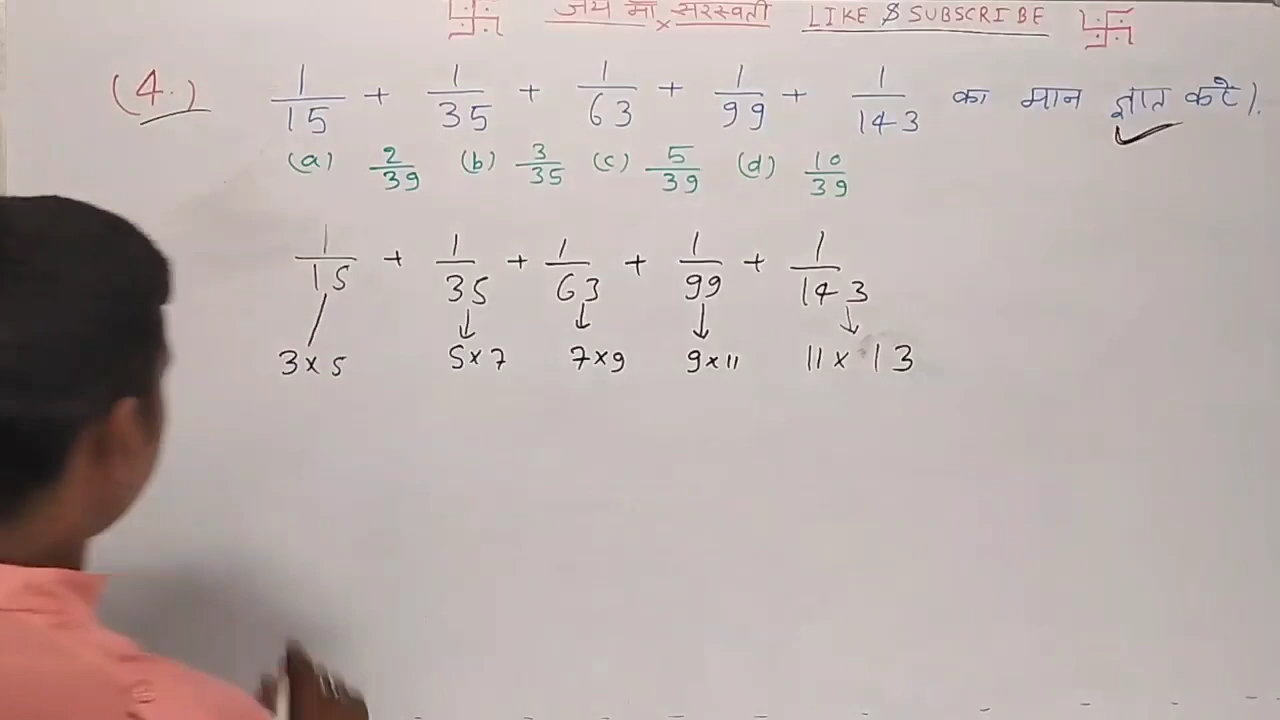 जय माँ सरस्वती LIKE & SUBSCRIBE
(4.) 1/15 + 1/35 + 1/63 + 1/99 + 1/143 का मान ज्ञात करें।.
(a) 2/39 (b) 3/35 (c) 5/39 (d) 10/39
1/15 + 1/35 + 1/63 + 1/99 + 1/143
3×5 5×7 7×9 9×11 11×13